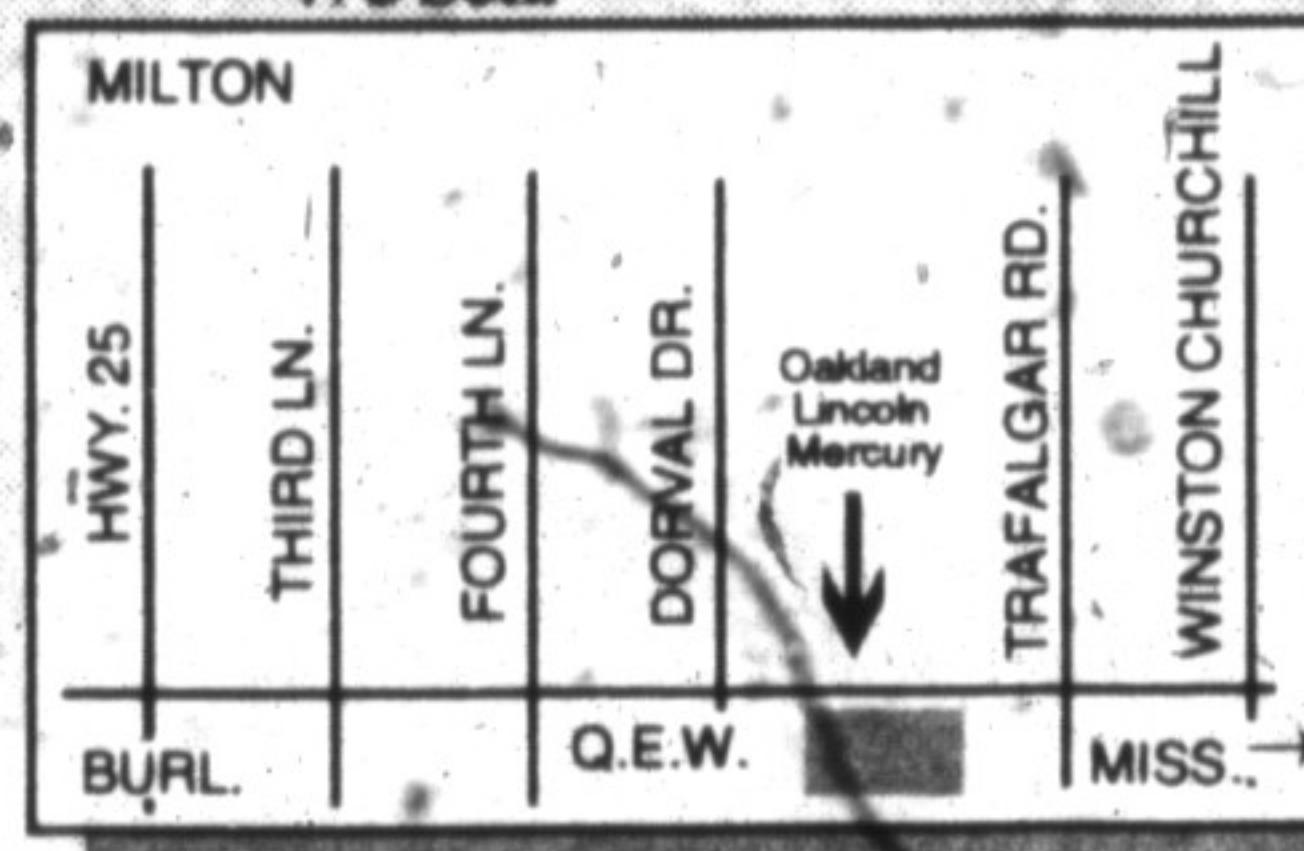 MILTON
HWY. 25
THIRD LN.
FOURTH LN.
DORVAL DR.
Oakland
Lincoln
Mercury
TRAFALGAR RD.
WINSTON CHURCHILL
BURL.
Q.E.W.
MISS.